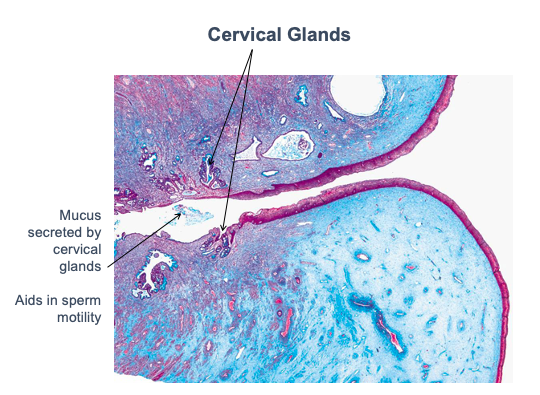 Cervical Glands
Mucus
secreted by
cervical
glands
Aids in sperm
motility